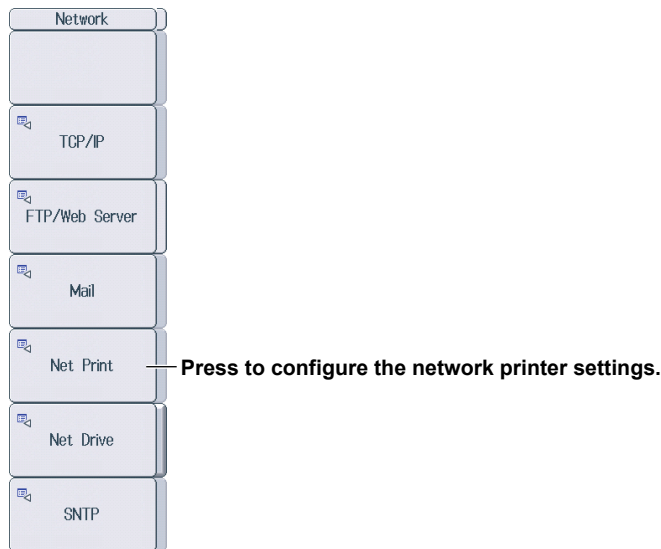 Network
TCP/IP
FTP/Web Server
Mail
Net Print
Press to configure the network printer settings.
Net Drive
SNTP